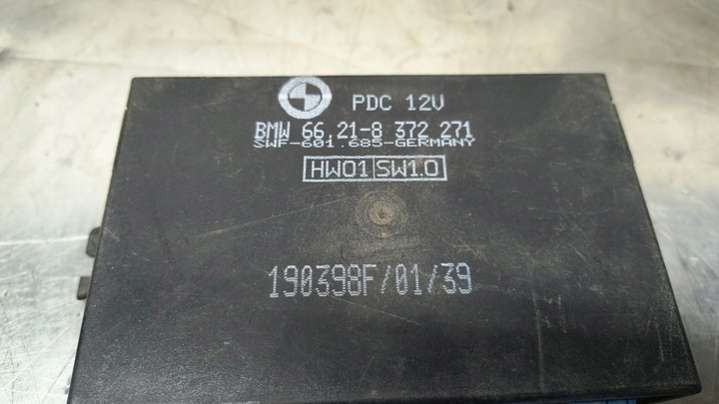 PDC 12V
BMW 66.21-8 372 271
SWF-601.685-GERMANY
HW01 SW1.0
190398F/01/39